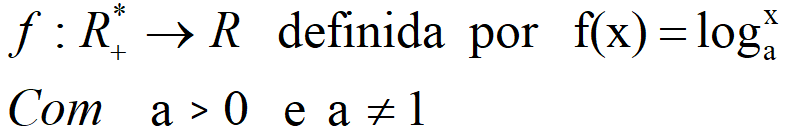 f : R₊* → R definida por f(x) = logₐˣ
Com a > 0 e a ≠ 1